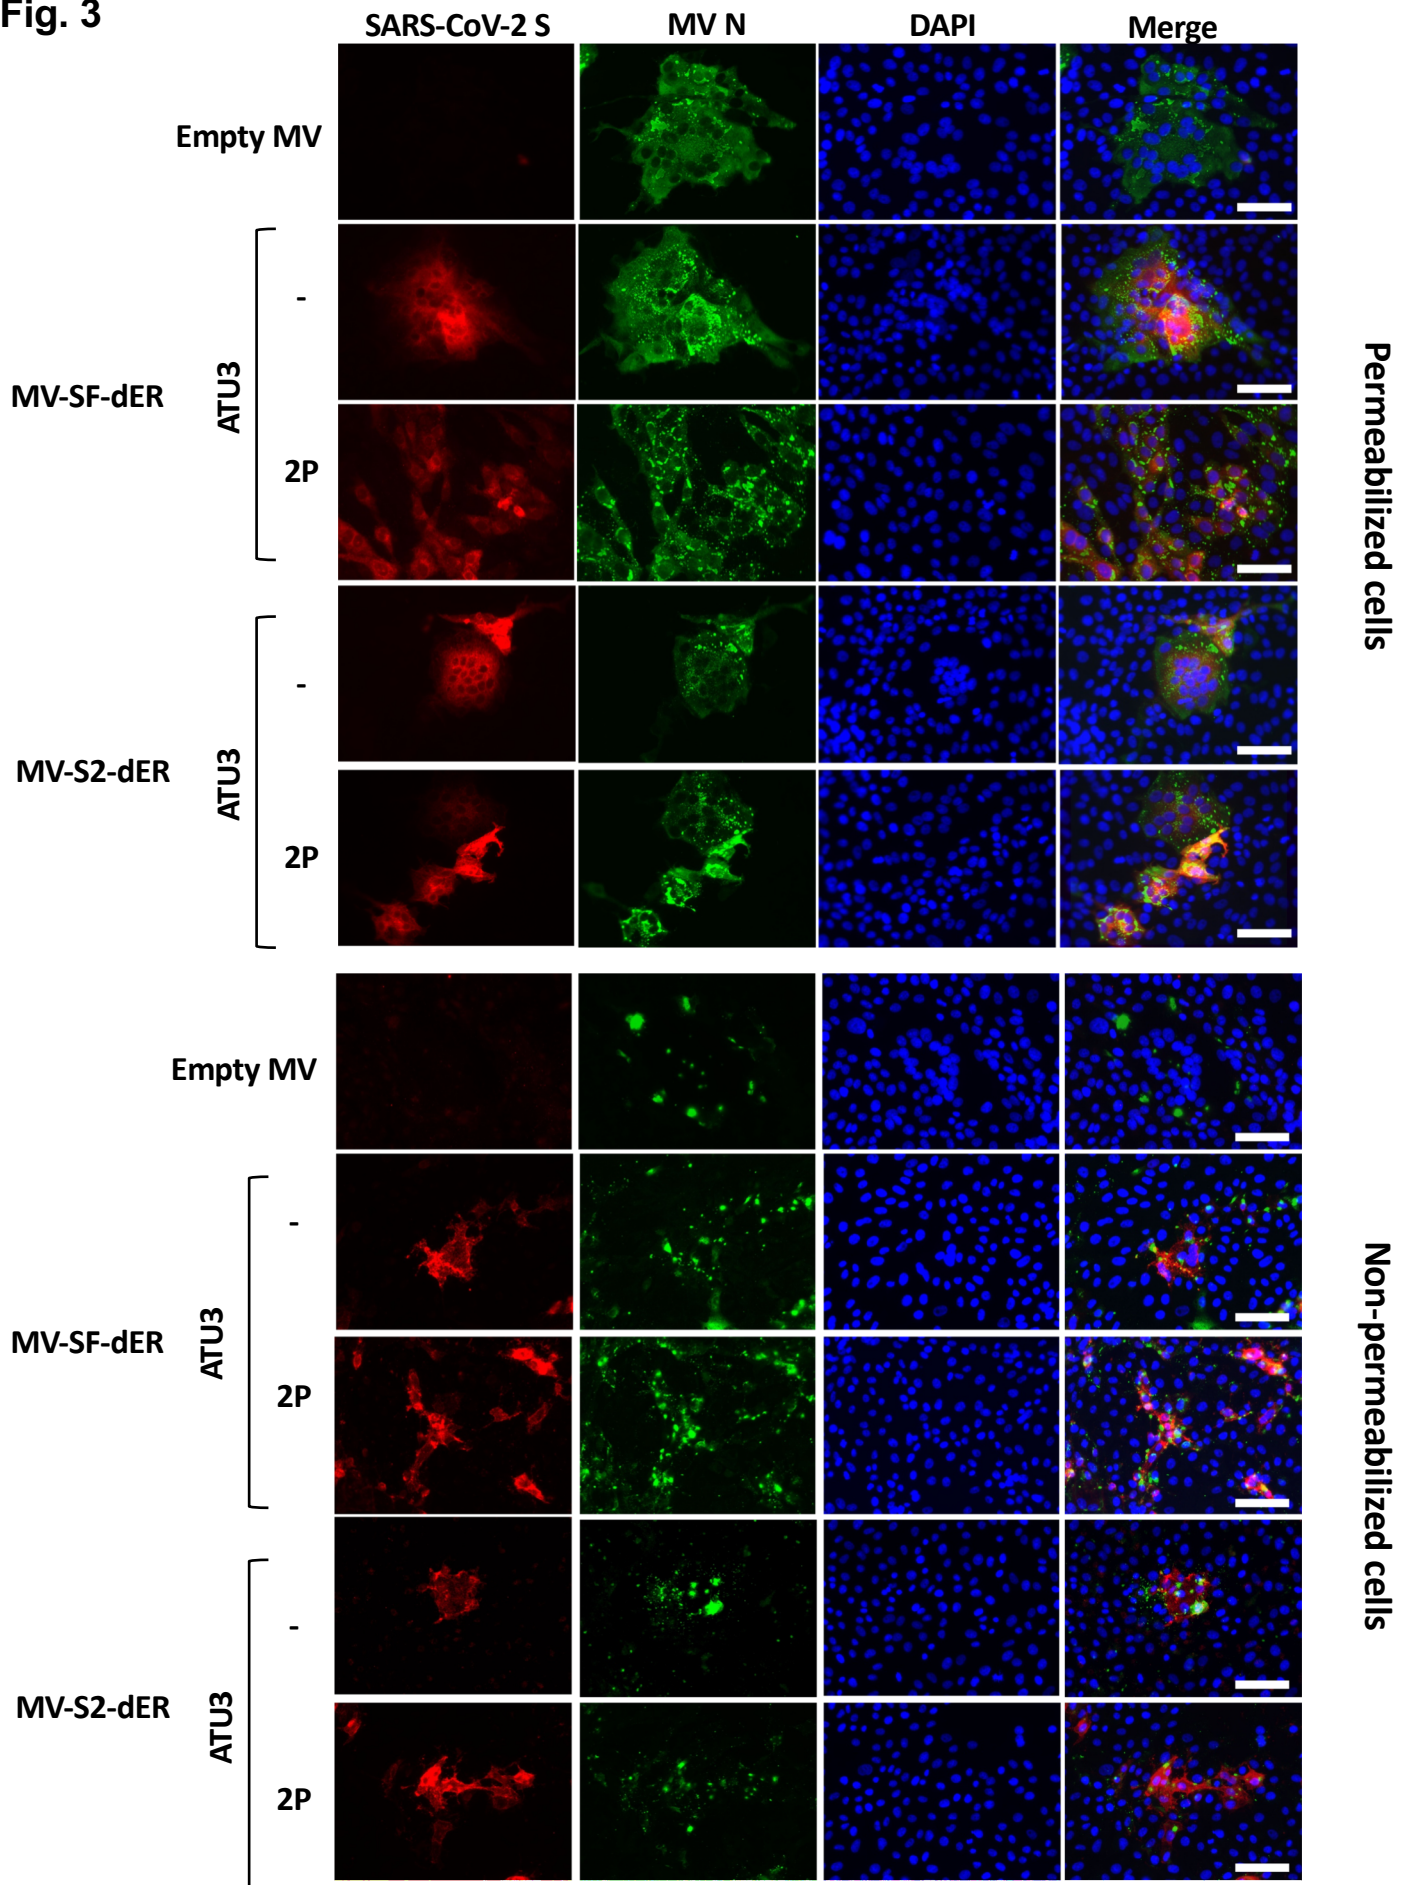 Fig. 3
SARS-CoV-2 S MV N DAPI Merge
Empty MV
-
MV-SF-dER ATU3
2P
-
MV-S2-dER ATU3
2P
Permeabilized cells
Empty MV
-
MV-SF-dER ATU3
2P
-
MV-S2-dER ATU3
2P
Non-permeabilized cells